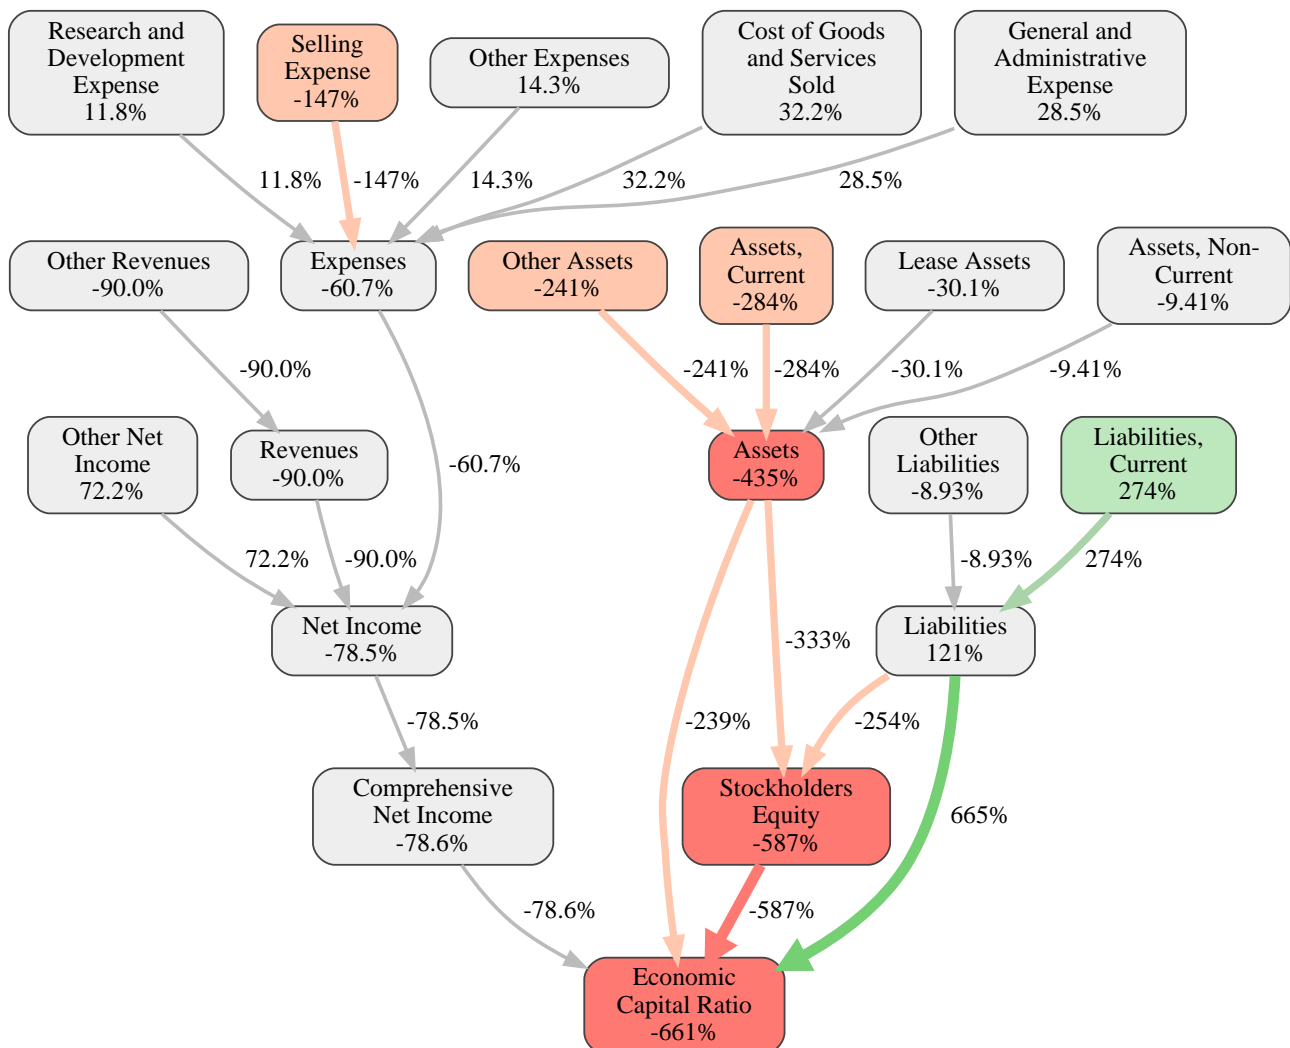 Research and
Development
Expense
11.8%
Selling
Expense
-147%
Other Expenses
14.3%
Cost of Goods
and Services
Sold
32.2%
General and
Administrative
Expense
28.5%
11.8%
-147%
14.3%
32.2%
28.5%
Other Revenues
-90.0%
Expenses
-60.7%
Other Assets
-241%
Assets,
Current
-284%
Lease Assets
-30.1%
Assets, Non-
Current
-9.41%
-90.0%
-241%
-284%
-30.1%
-9.41%
Other Net
Income
72.2%
Revenues
-90.0%
-60.7%
Assets
-435%
Other
Liabilities
-8.93%
Liabilities,
Current
274%
72.2%
-90.0%
-8.93%
274%
Net Income
-78.5%
-333%
Liabilities
121%
-78.5%
-239%
-254%
Comprehensive
Net Income
-78.6%
Stockholders
Equity
-587%
665%
-78.6%
-587%
Economic
Capital Ratio
-661%